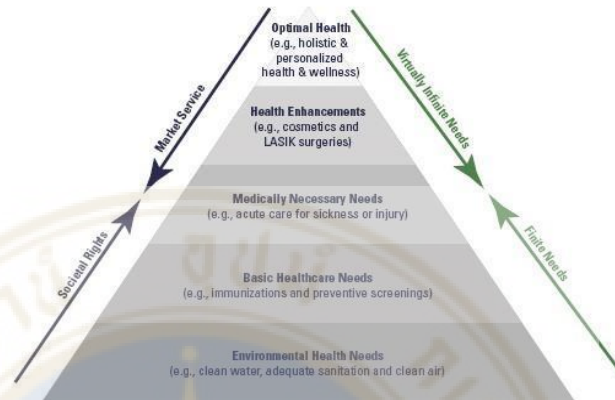 Optimal Health
(e.g., holistic &
personalized
health & wellness)
Market Service
Virtually Infinite Needs
Health Enhancements
(e.g., cosmetics and
LASIK surgeries)
Medically Necessary Needs
(e.g., acute care for sickness or injury)
Societal Rights
Finite Needs
Basic Healthcare Needs
(e.g., immunizations and preventive screenings)
Environmental Health Needs
(e.g., clean water, adequate sanitation and clean air)